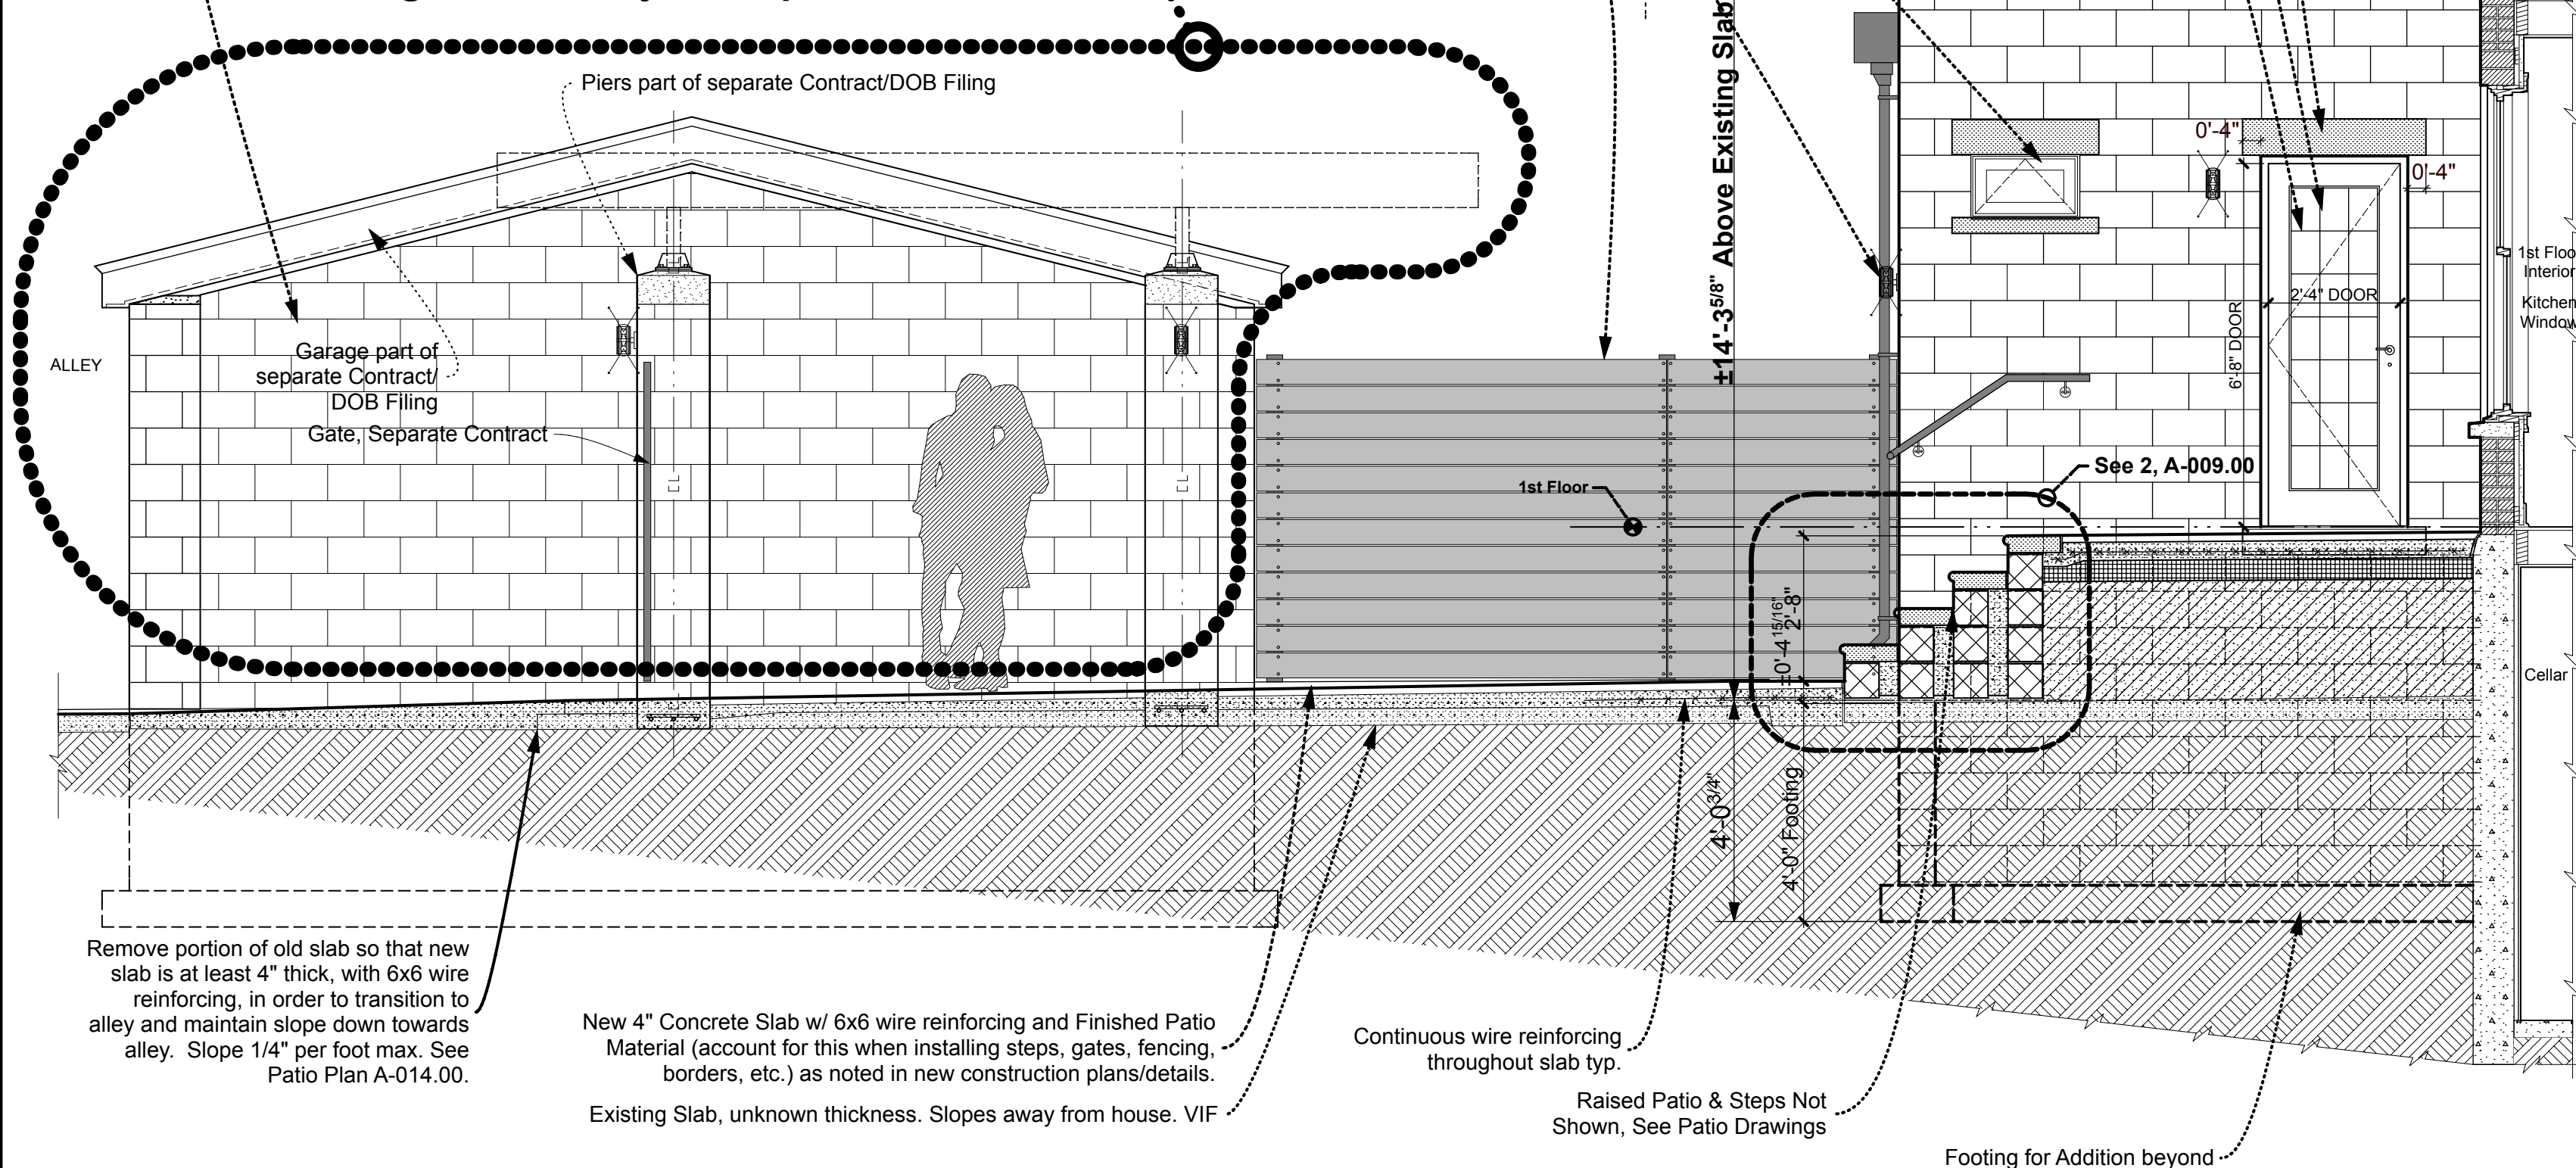 Piers part of separate Contract/DOB Filing
±14'-3 5/8" Above Existing Slab
0'-4"
0'-4"
1st Floo
Interior
Kitchen
Window
2'-4" DOOR
6'-8" DOOR
ALLEY
Garage part of
separate Contract/
DOB Filing
Gate, Separate Contract
CL
CL
See 2, A-009.00
1st Floor
±0'-4 15/16"
2'-8"
Cellar
4'-0 3/4"
4'-0" Footing
Remove portion of old slab so that new
slab is at least 4" thick, with 6x6 wire
reinforcing, in order to transition to
alley and maintain slope down towards
alley. Slope 1/4" per foot max. See
Patio Plan A-014.00.
New 4" Concrete Slab w/ 6x6 wire reinforcing and Finished Patio
Material (account for this when installing steps, gates, fencing,
borders, etc.) as noted in new construction plans/details.
Existing Slab, unknown thickness. Slopes away from house. VIF
Continuous wire reinforcing
throughout slab typ.
Raised Patio & Steps Not
Shown, See Patio Drawings
Footing for Addition beyond